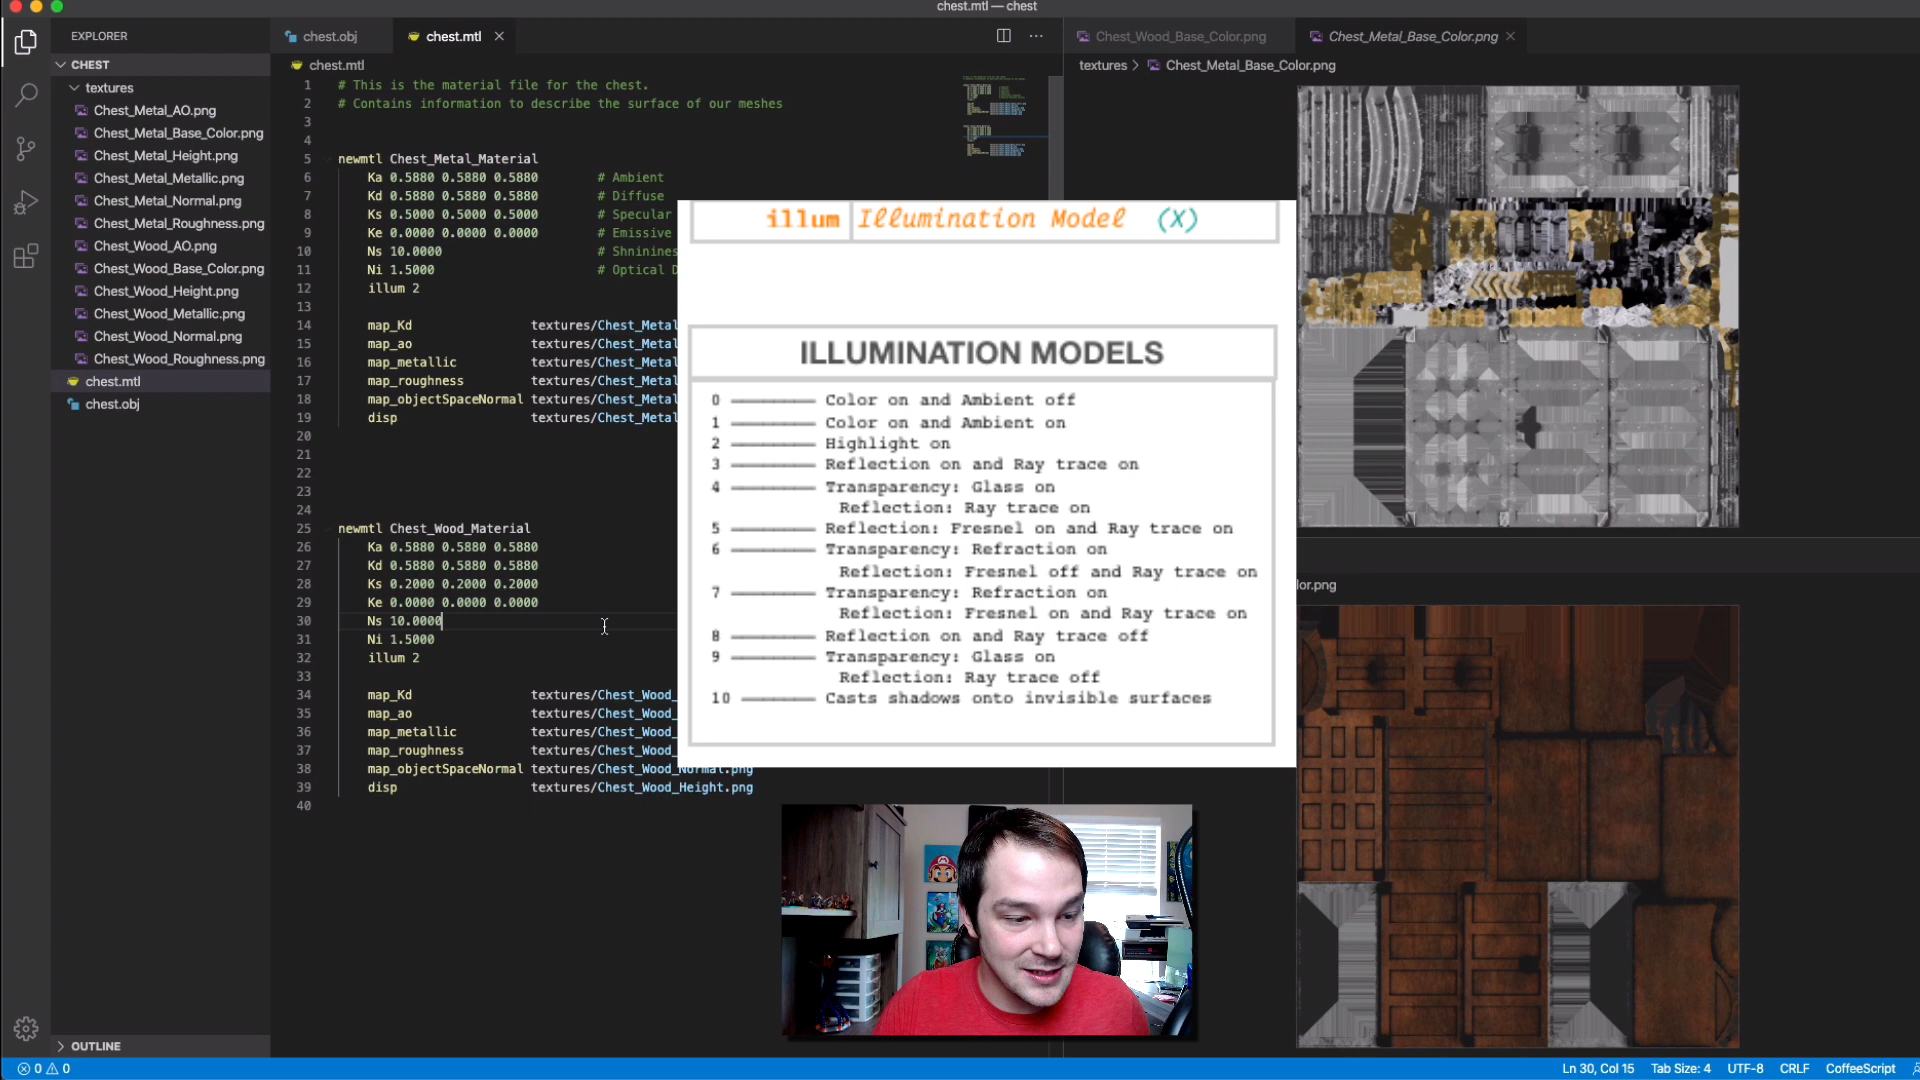 chest.mtl — chest
EXPLORER
CHEST
textures
Chest_Metal_AO.png
Chest_Metal_Base_Color.png
Chest_Metal_Height.png
Chest_Metal_Metallic.png
Chest_Metal_Normal.png
Chest_Metal_Roughness.png
Chest_Wood_AO.png
Chest_Wood_Base_Color.png
Chest_Wood_Height.png
Chest_Wood_Metallic.png
Chest_Wood_Normal.png
Chest_Wood_Roughness.png
chest.mtl
chest.obj
OUTLINE
chest.obj
chest.mtl
chest.mtl
1 # This is the material file for the chest.
2 # Contains information to describe the surface of our meshes
3
4
5 newmtl Chest_Metal_Material
6 Ka 0.5880 0.5880 0.5880 # Ambient
7 Kd 0.5880 0.5880 0.5880 # Diffuse
8 Ks 0.5000 0.5000 0.5000 # Specular
9 Ke 0.0000 0.0000 0.0000 # Emissive
10 Ns 10.0000 # Shnines
11 Ni 1.5000 # Optical D
12 illum 2
13
14 map_Kd textures/Chest_Metal
15 map_ao textures/Chest_Metal
16 map_metallic textures/Chest_Metal
17 map_roughness textures/Chest_Metal
18 map_objectSpaceNormal textures/Chest_Metal
19 disp textures/Chest_Metal
20
21
22
23
24
25 newmtl Chest_Wood_Material
26 Ka 0.5880 0.5880 0.5880
27 Kd 0.5880 0.5880 0.5880
28 Ks 0.2000 0.2000 0.2000
29 Ke 0.0000 0.0000 0.0000
30 Ns 10.0000
31 Ni 1.5000
32 illum 2
33
34 map_Kd textures/Chest_Wood_
35 map_ao textures/Chest_Wood_
36 map_metallic textures/Chest_Wood_
37 map_roughness textures/Chest_Wood_
38 map_objectSpaceNormal textures/Chest_Wood_Normal.png
39 disp textures/Chest_Wood_Height.png
40
illum Illumination Model (X)
ILLUMINATION MODELS
0 Color on and Ambient off
1 Color on and Ambient on
2 Highlight on
3 Reflection on and Ray trace on
4 Transparency: Glass on
Reflection: Ray trace on
5 Reflection: Fresnel on and Ray trace on
6 Transparency: Refraction on
Reflection: Fresnel off and Ray trace on
7 Transparency: Refraction on
Reflection: Fresnel on and Ray trace on
8 Reflection on and Ray trace off
9 Transparency: Glass on
Reflection: Ray trace off
10 Casts shadows onto invisible surfaces
Chest_Wood_Base_Color.png
Chest_Metal_Base_Color.png
textures > Chest_Metal_Base_Color.png
lor.png
0 0
Ln 30, Col 15 Tab Size: 4 UTF-8 CRLF CoffeeScript